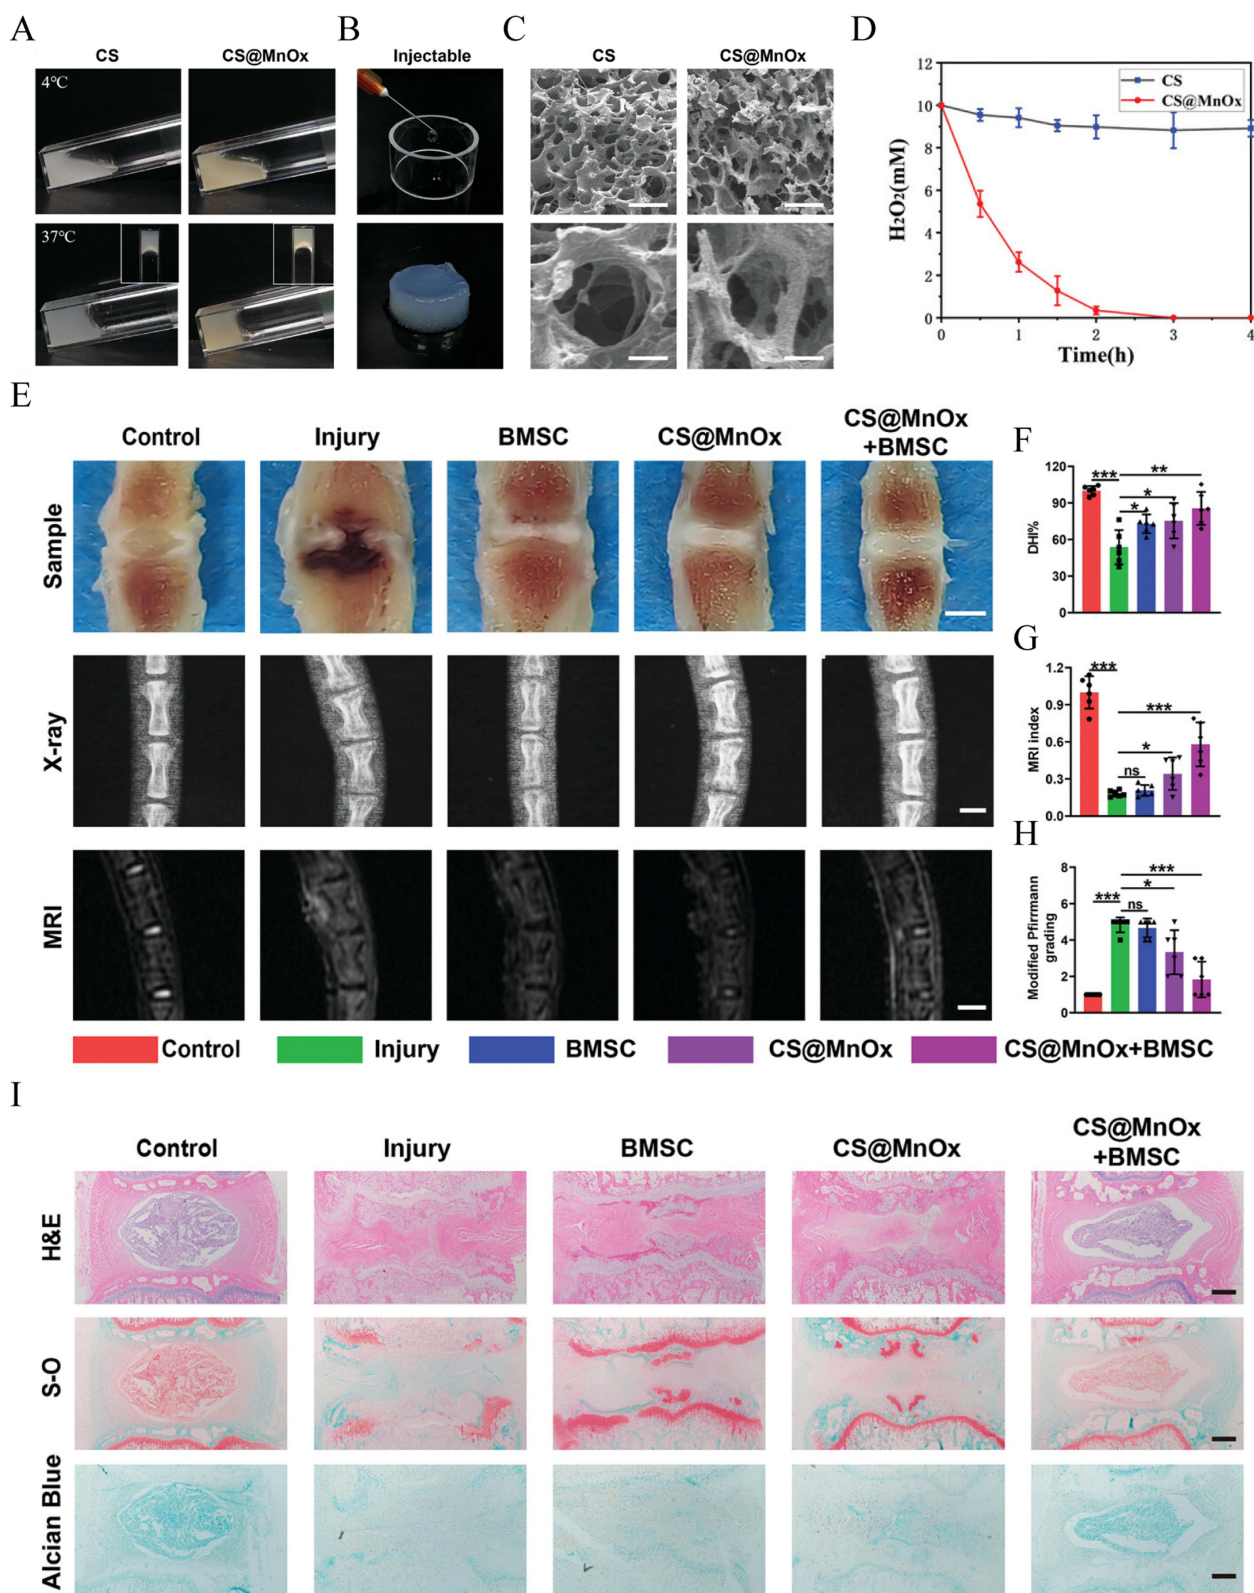 A
B
C
D
CS
CS@MnOx
Injectable
CS
CS@MnOx
4℃
37℃
12
10
8
6
4
2
0
H₂O₂(mM)
CS
CS@MnOx
0
1
2
3
4
Time(h)
E
Control
Injury
BMSC
CS@MnOx
CS@MnOx
+BMSC
Sample
X-ray
MRI
F
120
90
60
30
0
DHI%
***
**
*
*
G
1.2
0.9
0.6
0.3
0.0
MRI index
***
***
*
ns
H
8
6
4
2
0
Modified Pfirrmann
grading
***
***
*
ns
Control
Injury
BMSC
CS@MnOx
CS@MnOx+BMSC
I
Control
Injury
BMSC
CS@MnOx
CS@MnOx
+BMSC
H&E
S-O
Alcian Blue